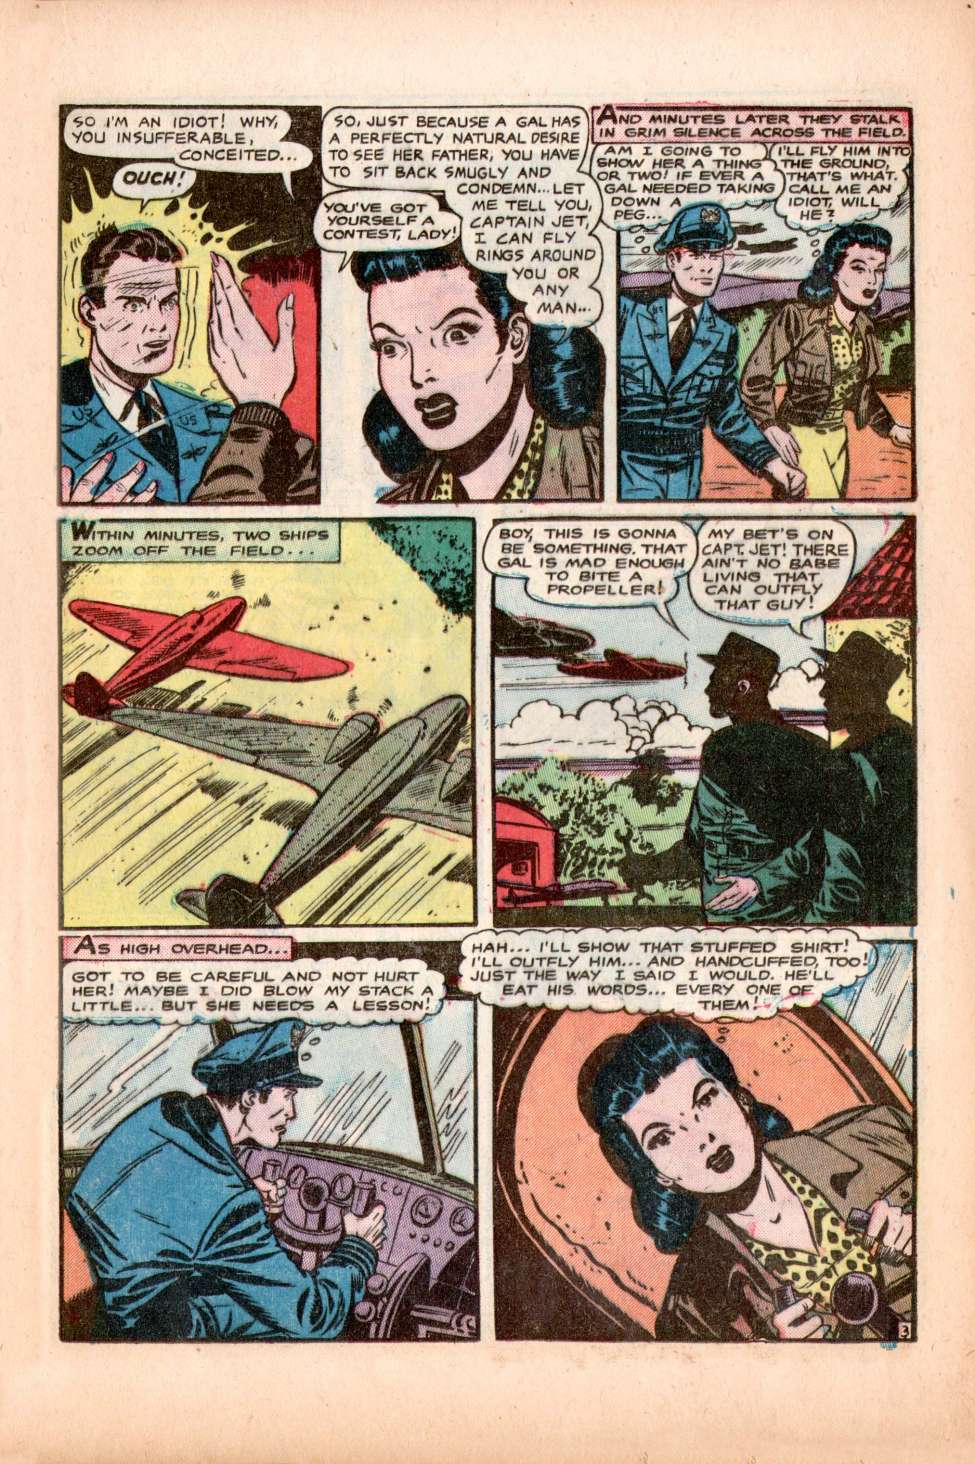 SO I'M AN IDIOT! WHY,
YOU INSUFFERABLE,
CONCEITED...
OUCH!
US
US
SO, JUST BECAUSE A GAL HAS
A PERFECTLY NATURAL DESIRE
TO SEE HER FATHER, YOU HAVE
TO SIT BACK SMUGLY AND
CONDEMN... LET
ME TELL YOU,
CAPTAIN JET,
I CAN FLY
RINGS AROUND
YOU OR
ANY
MAN...
YOU'VE GOT
YOURSELF A
CONTEST, LADY!
AND MINUTES LATER THEY STALK
IN GRIM SILENCE ACROSS THE FIELD.
AM I GOING TO
SHOW HER A THING
OR TWO! IF EVER A
GAL NEEDED TAKING
DOWN A
PEG...
I'LL FLY HIM INTO
THE GROUND,
THAT'S WHAT.
CALL ME AN
IDIOT, WILL
HE?
US
WITHIN MINUTES, TWO SHIPS
ZOOM OFF THE FIELD...
BOY, THIS IS GONNA
BE SOMETHING. THAT
GAL IS MAD ENOUGH
TO BITE A
PROPELLER!
MY BET'S ON
CAPT. JET! THERE
AIN'T NO BABE
LIVING THAT
CAN OUTFLY
THAT GUY!
AS HIGH OVERHEAD...
GOT TO BE CAREFUL AND NOT HURT
HER! MAYBE I DID BLOW MY STACK A
LITTLE... BUT SHE NEEDS A LESSON!
HAH... I'LL SHOW THAT STUFFED SHIRT!
I'LL OUTFLY HIM... AND HANDCUFFED, TOO!
JUST THE WAY I SAID I WOULD. HE'LL
EAT HIS WORDS... EVERY ONE OF
THEM!
3